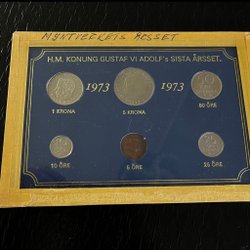 MYNTVERKETS ÅRSSET
H.M. KONUNG GUSTAF VI ADOLF's SISTA ÅRSSET.
1973 1973
1 KRONA 5 KRONA 50 ÖRE
10 ÖRE 5 ÖRE 25 ÖRE